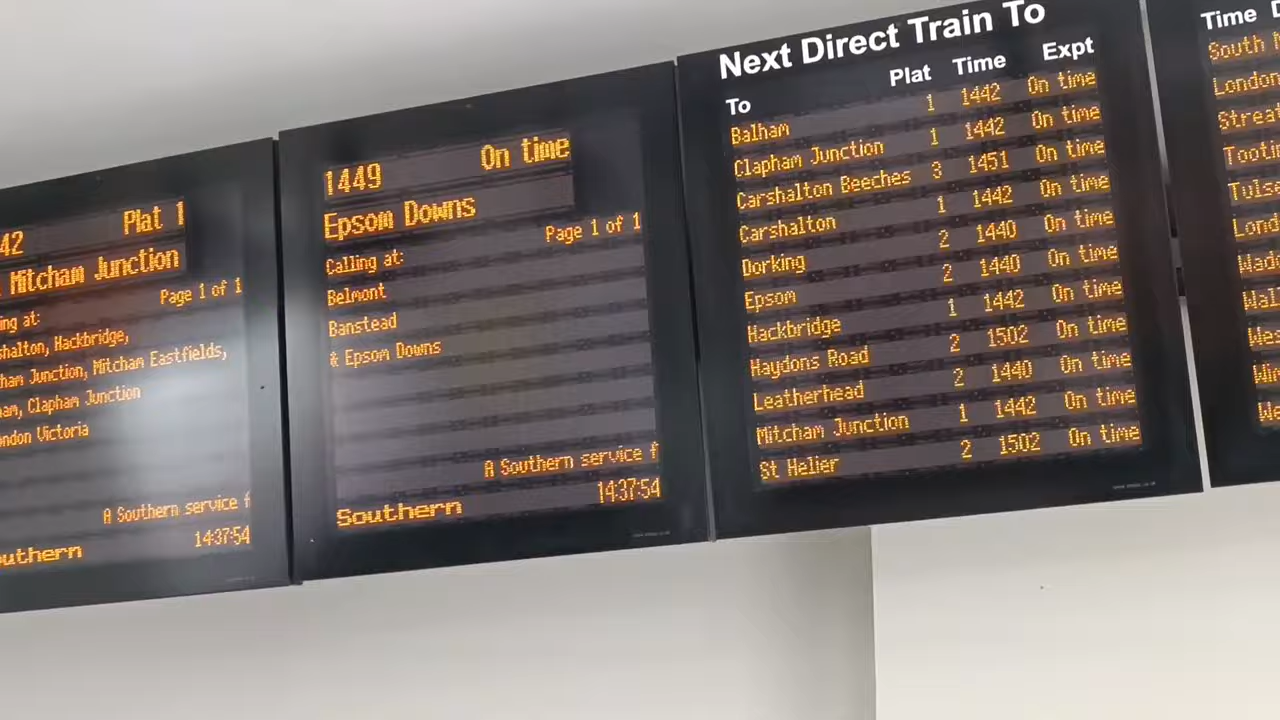 Plat 1
Mitcham Junction
Page 1 of 1
at:
Hackbridge,
Junction, Mitcham Eastfields,
Clapham Junction
Victoria
A Southern service
14:37:54
1449 On time
Epsom Downs
Page 1 of 1
Calling at:
Belmont
Banstead
& Epsom Downs
A Southern service f
Southern 14:37:54
Next Direct Train To
To Plat Time Expt
Balham 1 1442 On time
Clapham Junction 1 1442 On time
Carshalton Beeches 3 1451 On time
Carshalton 1 1442 On time
Dorking 2 1440 On time
Epsom 2 1440 On time
Hackbridge 1 1442 On time
Haydons Road 2 1502 On time
Leatherhead 2 1440 On time
Mitcham Junction 1 1442 On time
St Helier 2 1502 On time
Time
South
London